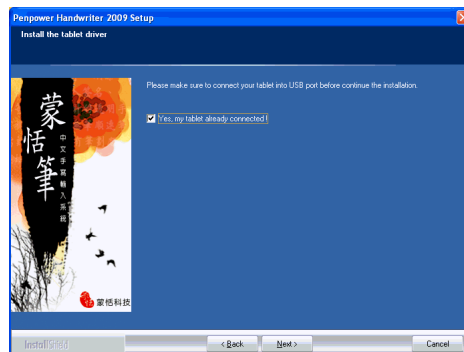 Penpower Handwriter 2009 Setup
Install the tablet driver
Please make sure to connect your tablet into USB port before continue the installation.
Yes, my tablet already connected !
蒙恬筆
中文手寫輸入系統
蒙恬科技
InstallShield
< Back
Next >
Cancel